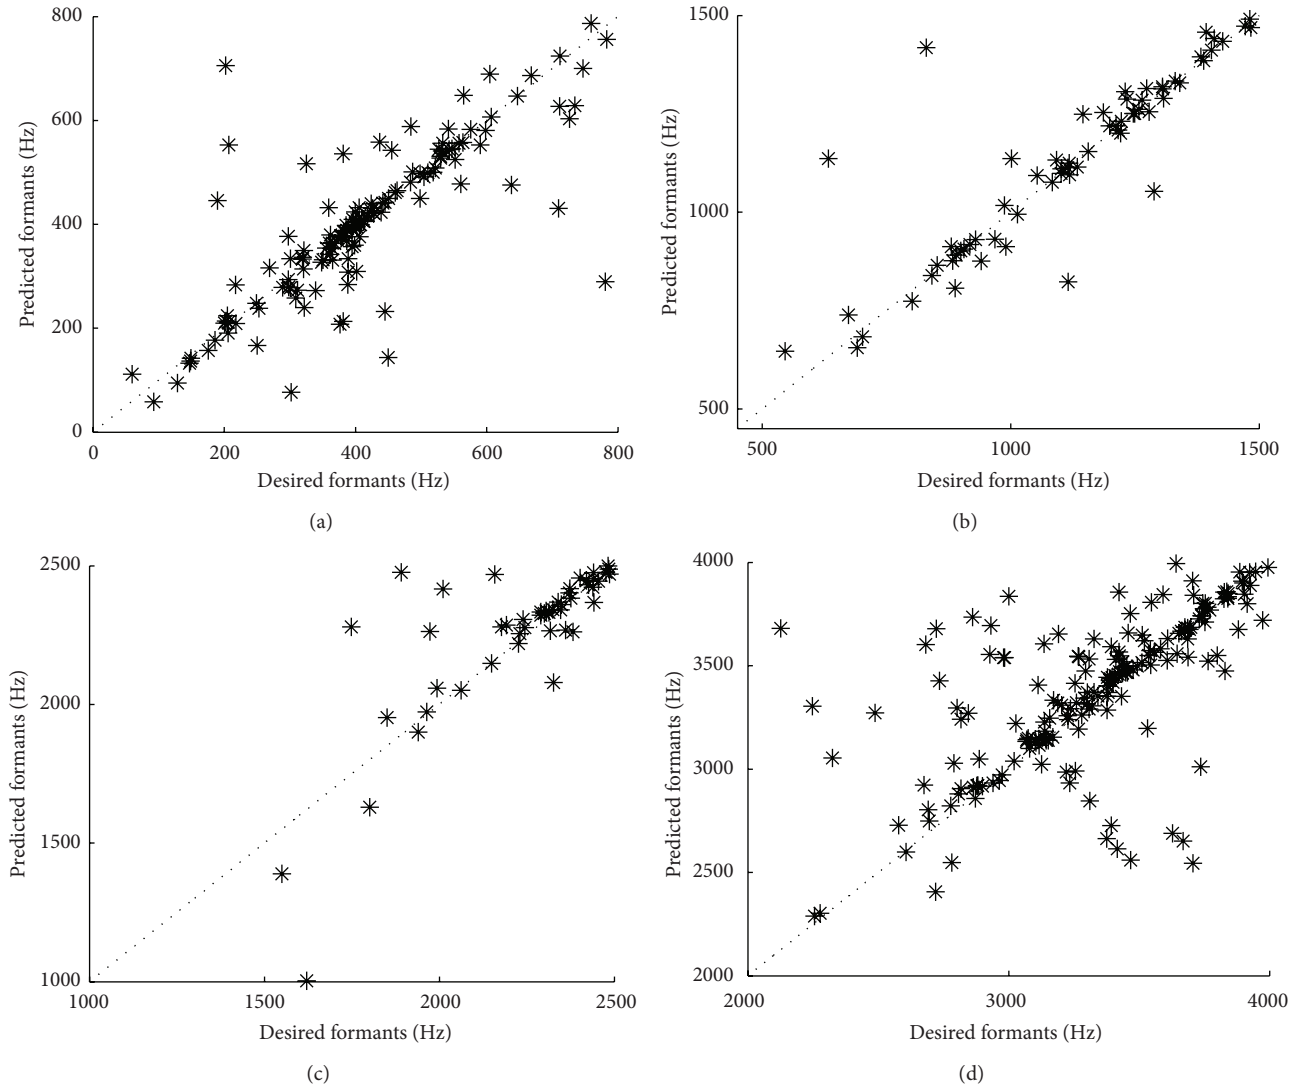 800
600
400
200
0
Predicted formants (Hz)
0 200 400 600 800
Desired formants (Hz)
(a)
1500
1000
500
Predicted formants (Hz)
500 1000 1500
Desired formants (Hz)
(b)
2500
2000
1500
1000
Predicted formants (Hz)
1000 1500 2000 2500
Desired formants (Hz)
(c)
4000
3500
3000
2500
2000
Predicted formants (Hz)
2000 3000 4000
Desired formants (Hz)
(d)